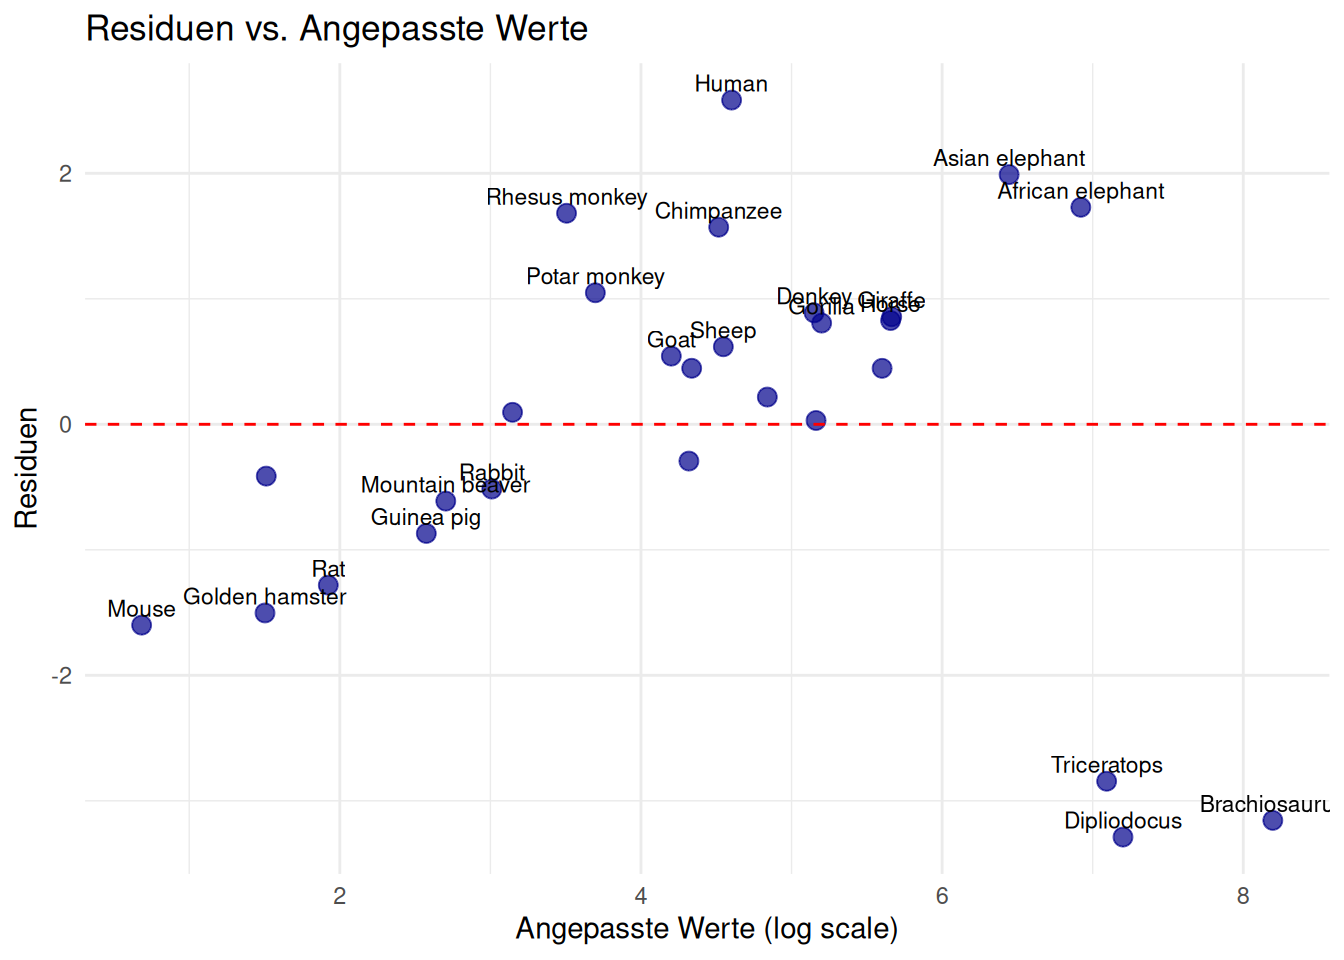 Residuen vs. Angepasste Werte
Human
Asian elephant
African elephant
Rhesus monkey
Chimpanzee
Potar monkey
Donkey
Giraffe
Gorilla
Horse
Sheep
Goat
Rabbit
Mountain beaver
Guinea pig
Rat
Golden hamster
Mouse
Triceratops
Brachiosauru
Dipliodocus
2
0
-2
Residuen
2
4
6
8
Angepasste Werte (log scale)